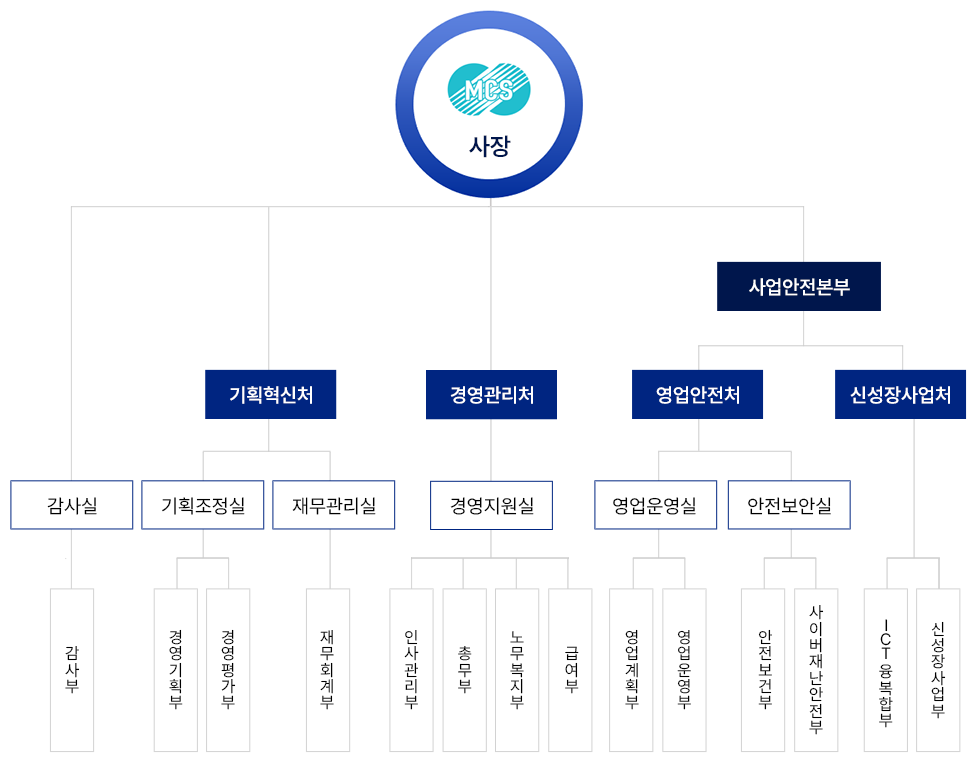 MCS
사장
사업안전본부
기획혁신처
경영관리처
영업안전처
신성장사업처
감사실
기획조정실
재무관리실
경영지원실
영업운영실
안전보안실
감사부
경영기획부
경영평가부
재무회계부
인사관리부
총무부
노무복지부
급여부
영업계획부
영업운영부
안전보건부
사이버재난안전부
ICT융복합부
신성장사업부